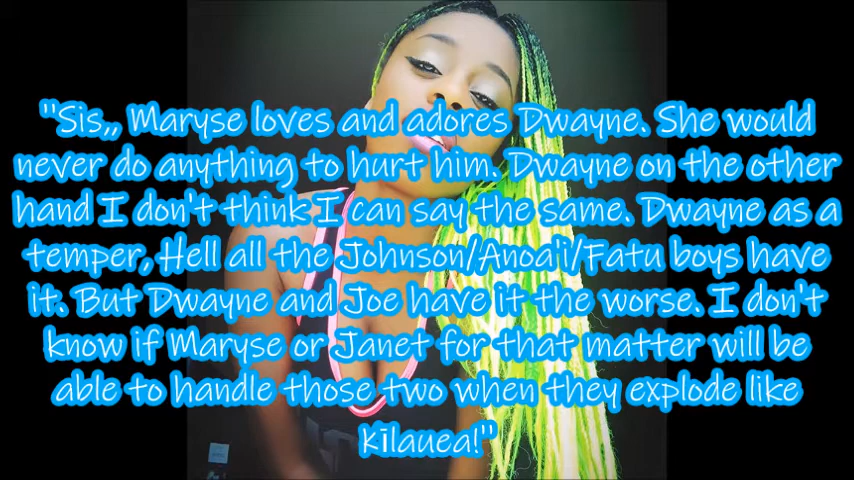 "Sis,, Maryse loves and adores Dwayne. She would
never do anything to hurt him. Dwayne on the other
hand I don't think I can say the same. Dwayne as a
temper, Hell all the Johnson/Anoa'i/Fatu boys have
it. But Dwayne and Joe have it the worse. I don't
know if Maryse or Janet for that matter will be
able to handle those two when they explode like
Kīlauea!"